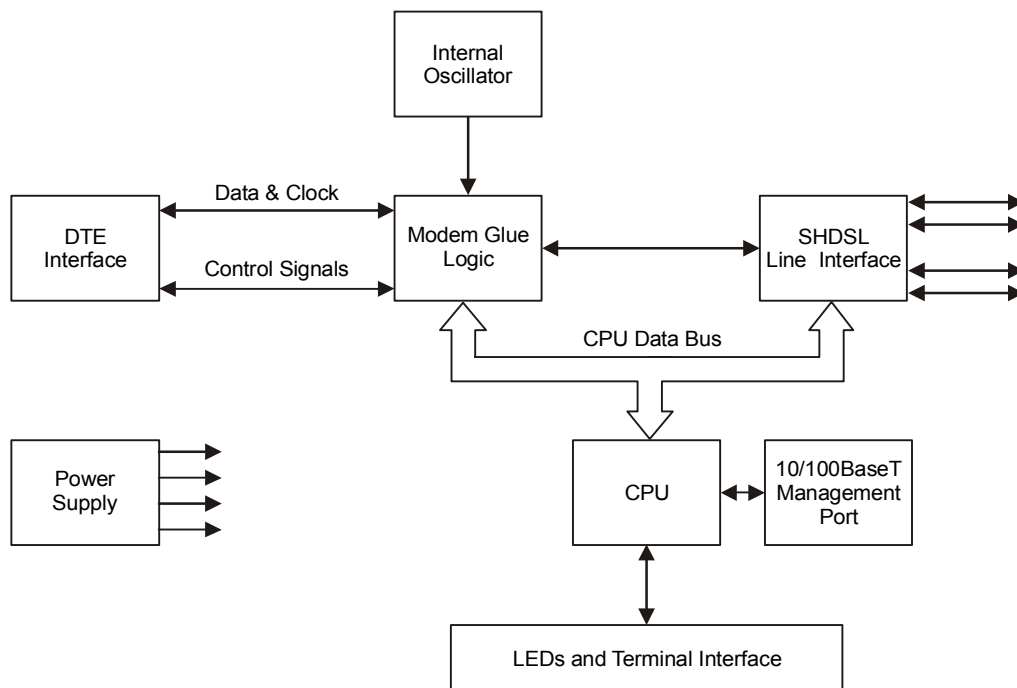 Internal
Oscillator
Data & Clock
DTE
Interface
Control Signals
Modem Glue
Logic
SHDSL
Line Interface
CPU Data Bus
Power
Supply
CPU
10/100BaseT
Management
Port
LEDs and Terminal Interface